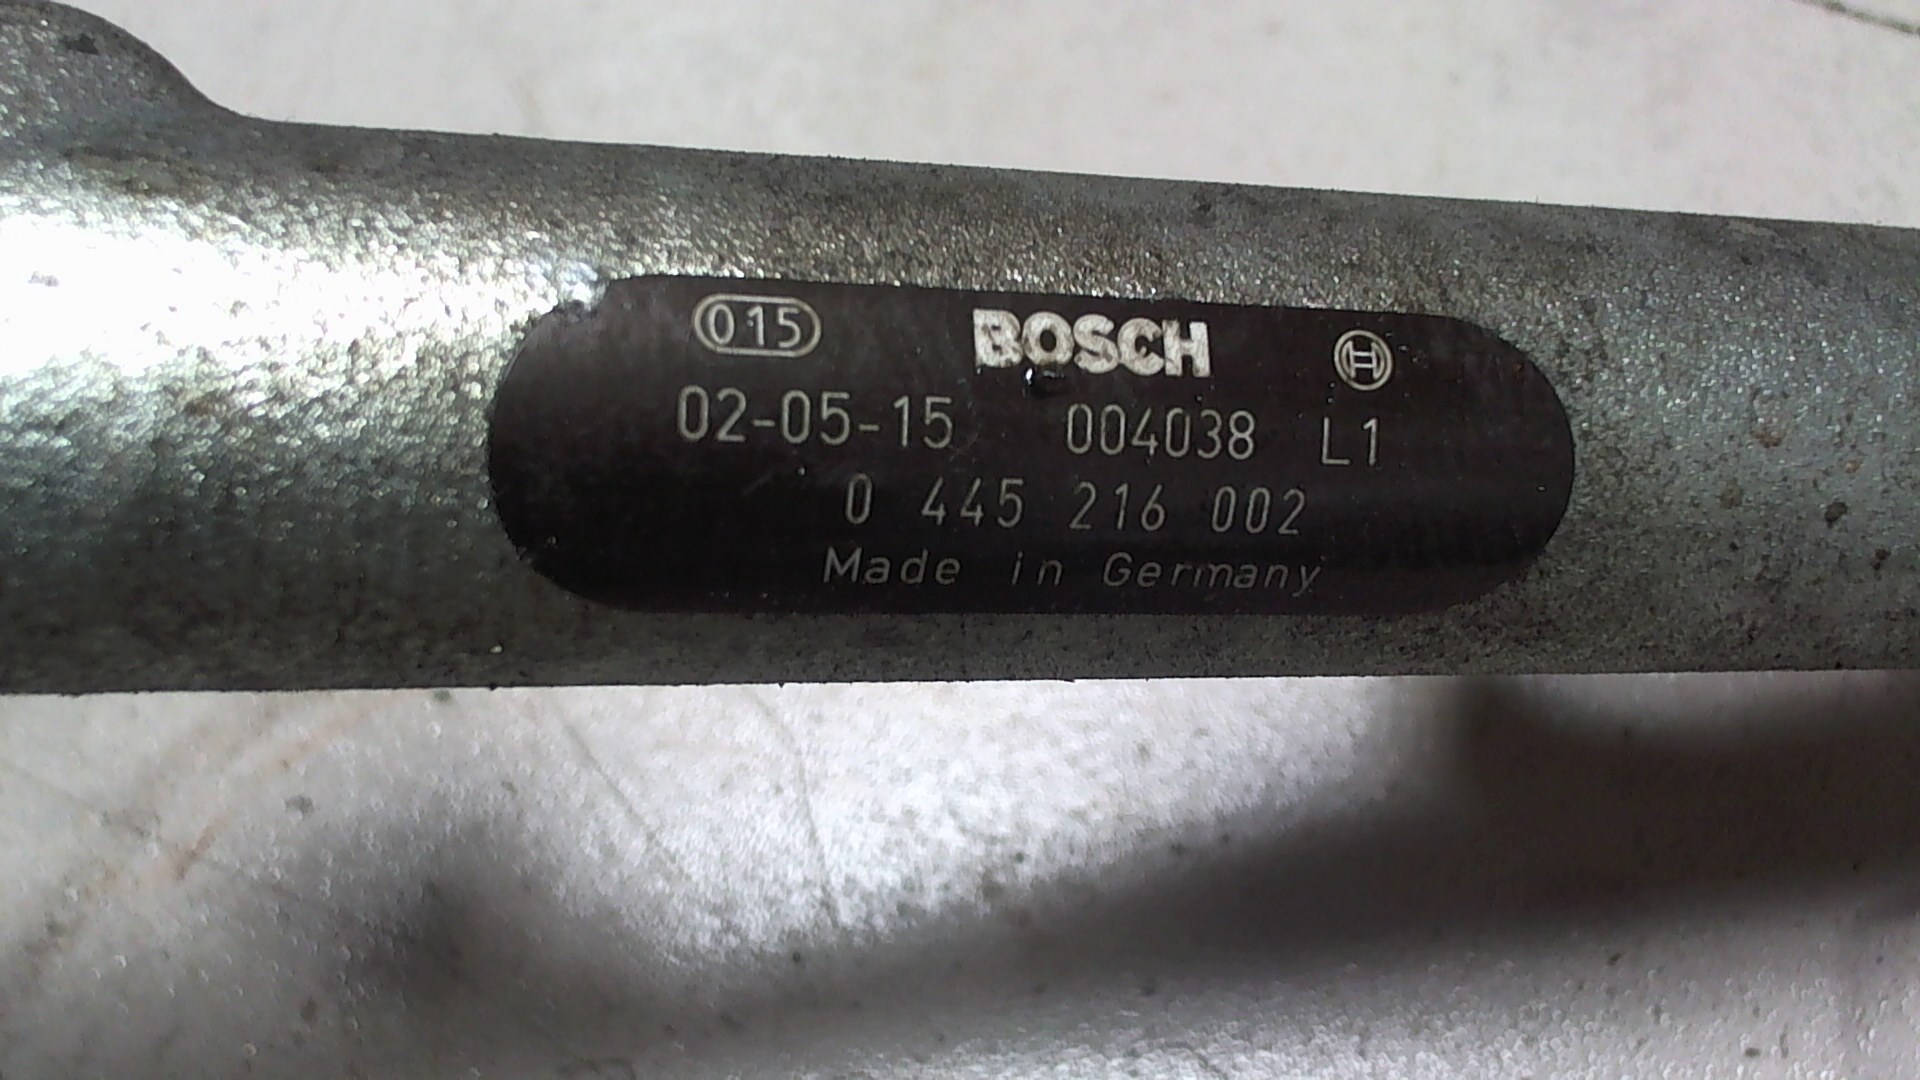 015 BOSCH
02-05-15 004038 L1
0 445 216 002
Made in Germany